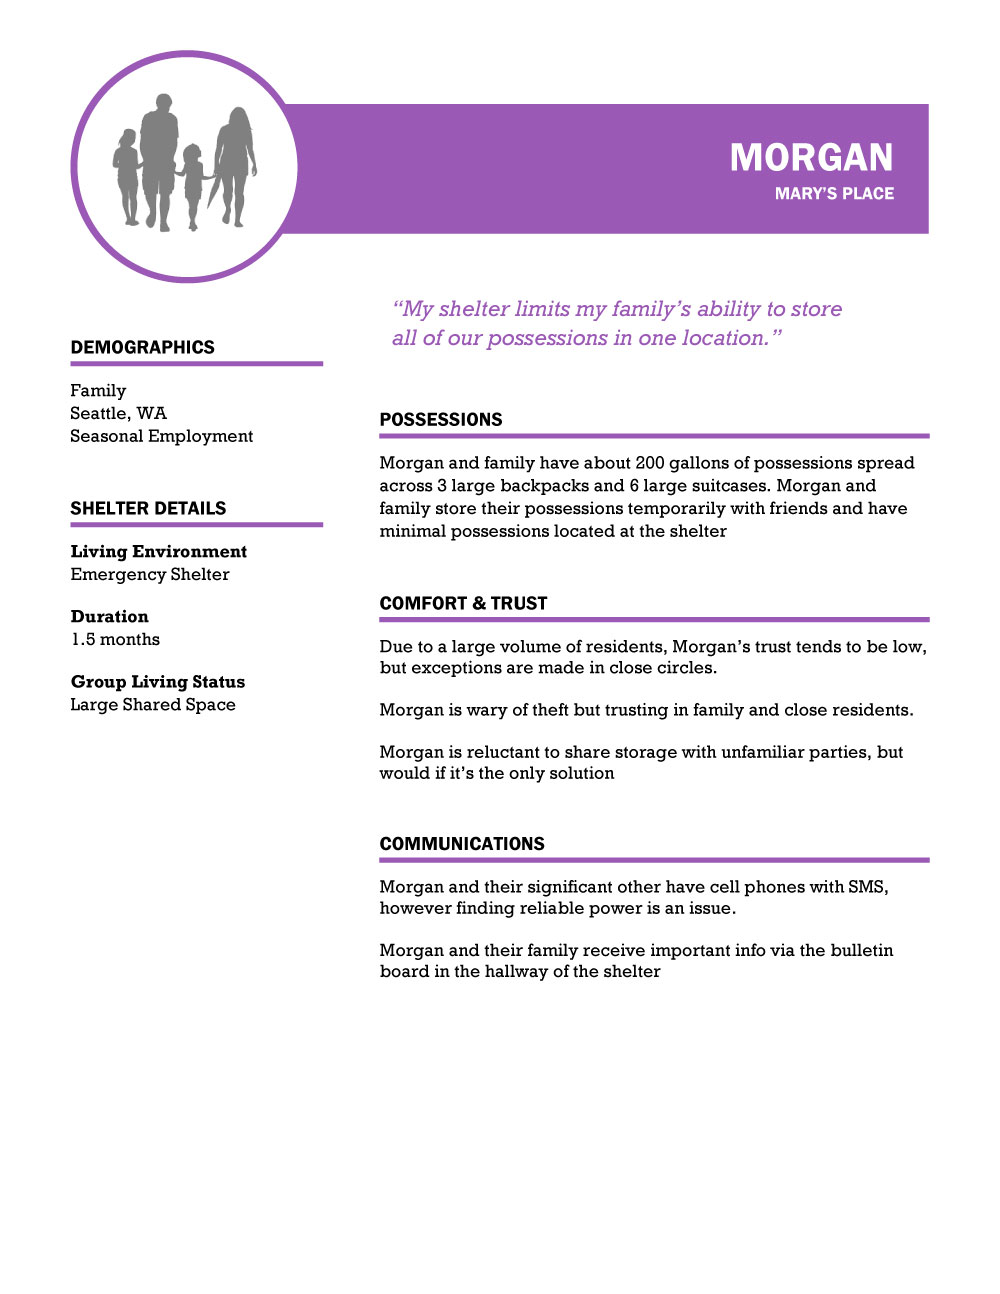 MORGAN
MARY’S PLACE
“My shelter limits my family’s ability to store
all of our possessions in one location.”
DEMOGRAPHICS
Family
Seattle, WA
Seasonal Employment
SHELTER DETAILS
Living Environment
Emergency Shelter
Duration
1.5 months
Group Living Status
Large Shared Space
POSSESSIONS
Morgan and family have about 200 gallons of possessions spread
across 3 large backpacks and 6 large suitcases. Morgan and
family store their possessions temporarily with friends and have
minimal possessions located at the shelter
COMFORT & TRUST
Due to a large volume of residents, Morgan’s trust tends to be low,
but exceptions are made in close circles.
Morgan is wary of theft but trusting in family and close residents.
Morgan is reluctant to share storage with unfamiliar parties, but
would if it’s the only solution
COMMUNICATIONS
Morgan and their significant other have cell phones with SMS,
however finding reliable power is an issue.
Morgan and their family receive important info via the bulletin
board in the hallway of the shelter